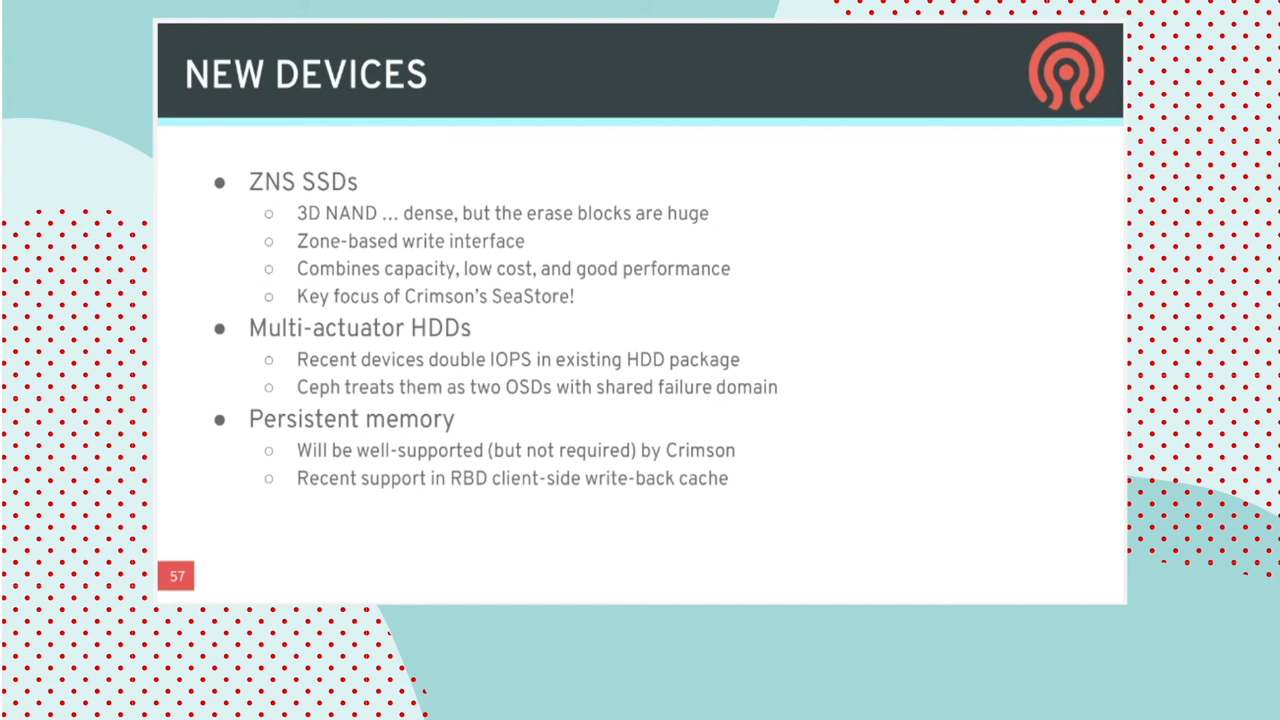 NEW DEVICES
● ZNS SSDs
○ 3D NAND ... dense, but the erase blocks are huge
○ Zone-based write interface
○ Combines capacity, low cost, and good performance
○ Key focus of Crimson's SeaStore!
● Multi-actuator HDDs
○ Recent devices double IOPS in existing HDD package
○ Ceph treats them as two OSDs with shared failure domain
● Persistent memory
○ Will be well-supported (but not required) by Crimson
○ Recent support in RBD client-side write-back cache
57